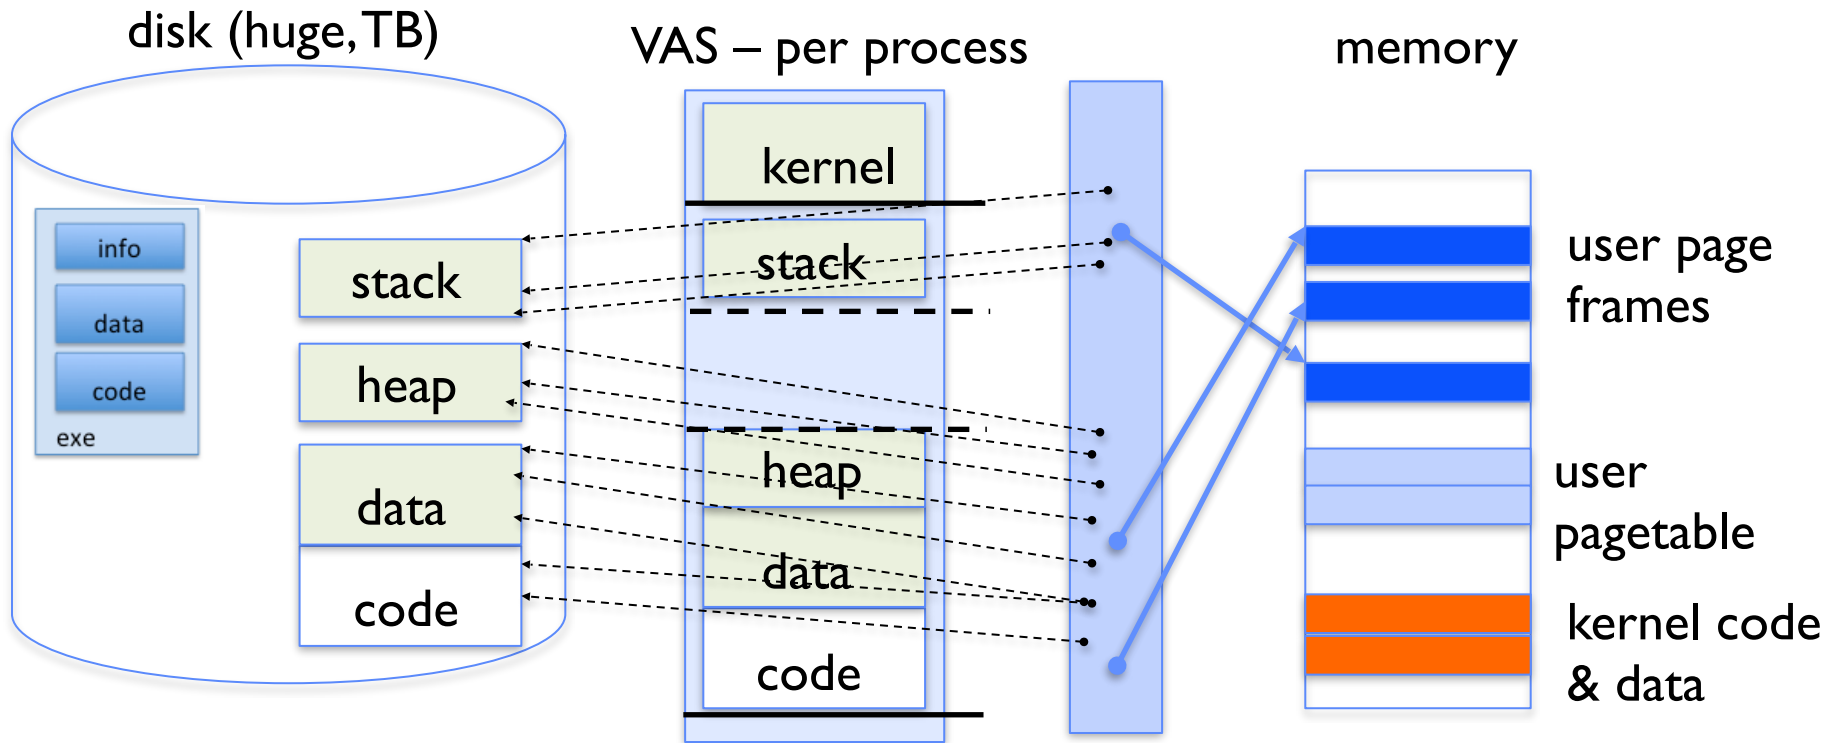 disk (huge, TB)
VAS – per process
memory
info
data
code
exe
stack
heap
data
code
kernel
stack
heap
data
code
user page
frames
user
pagetable
kernel code
& data